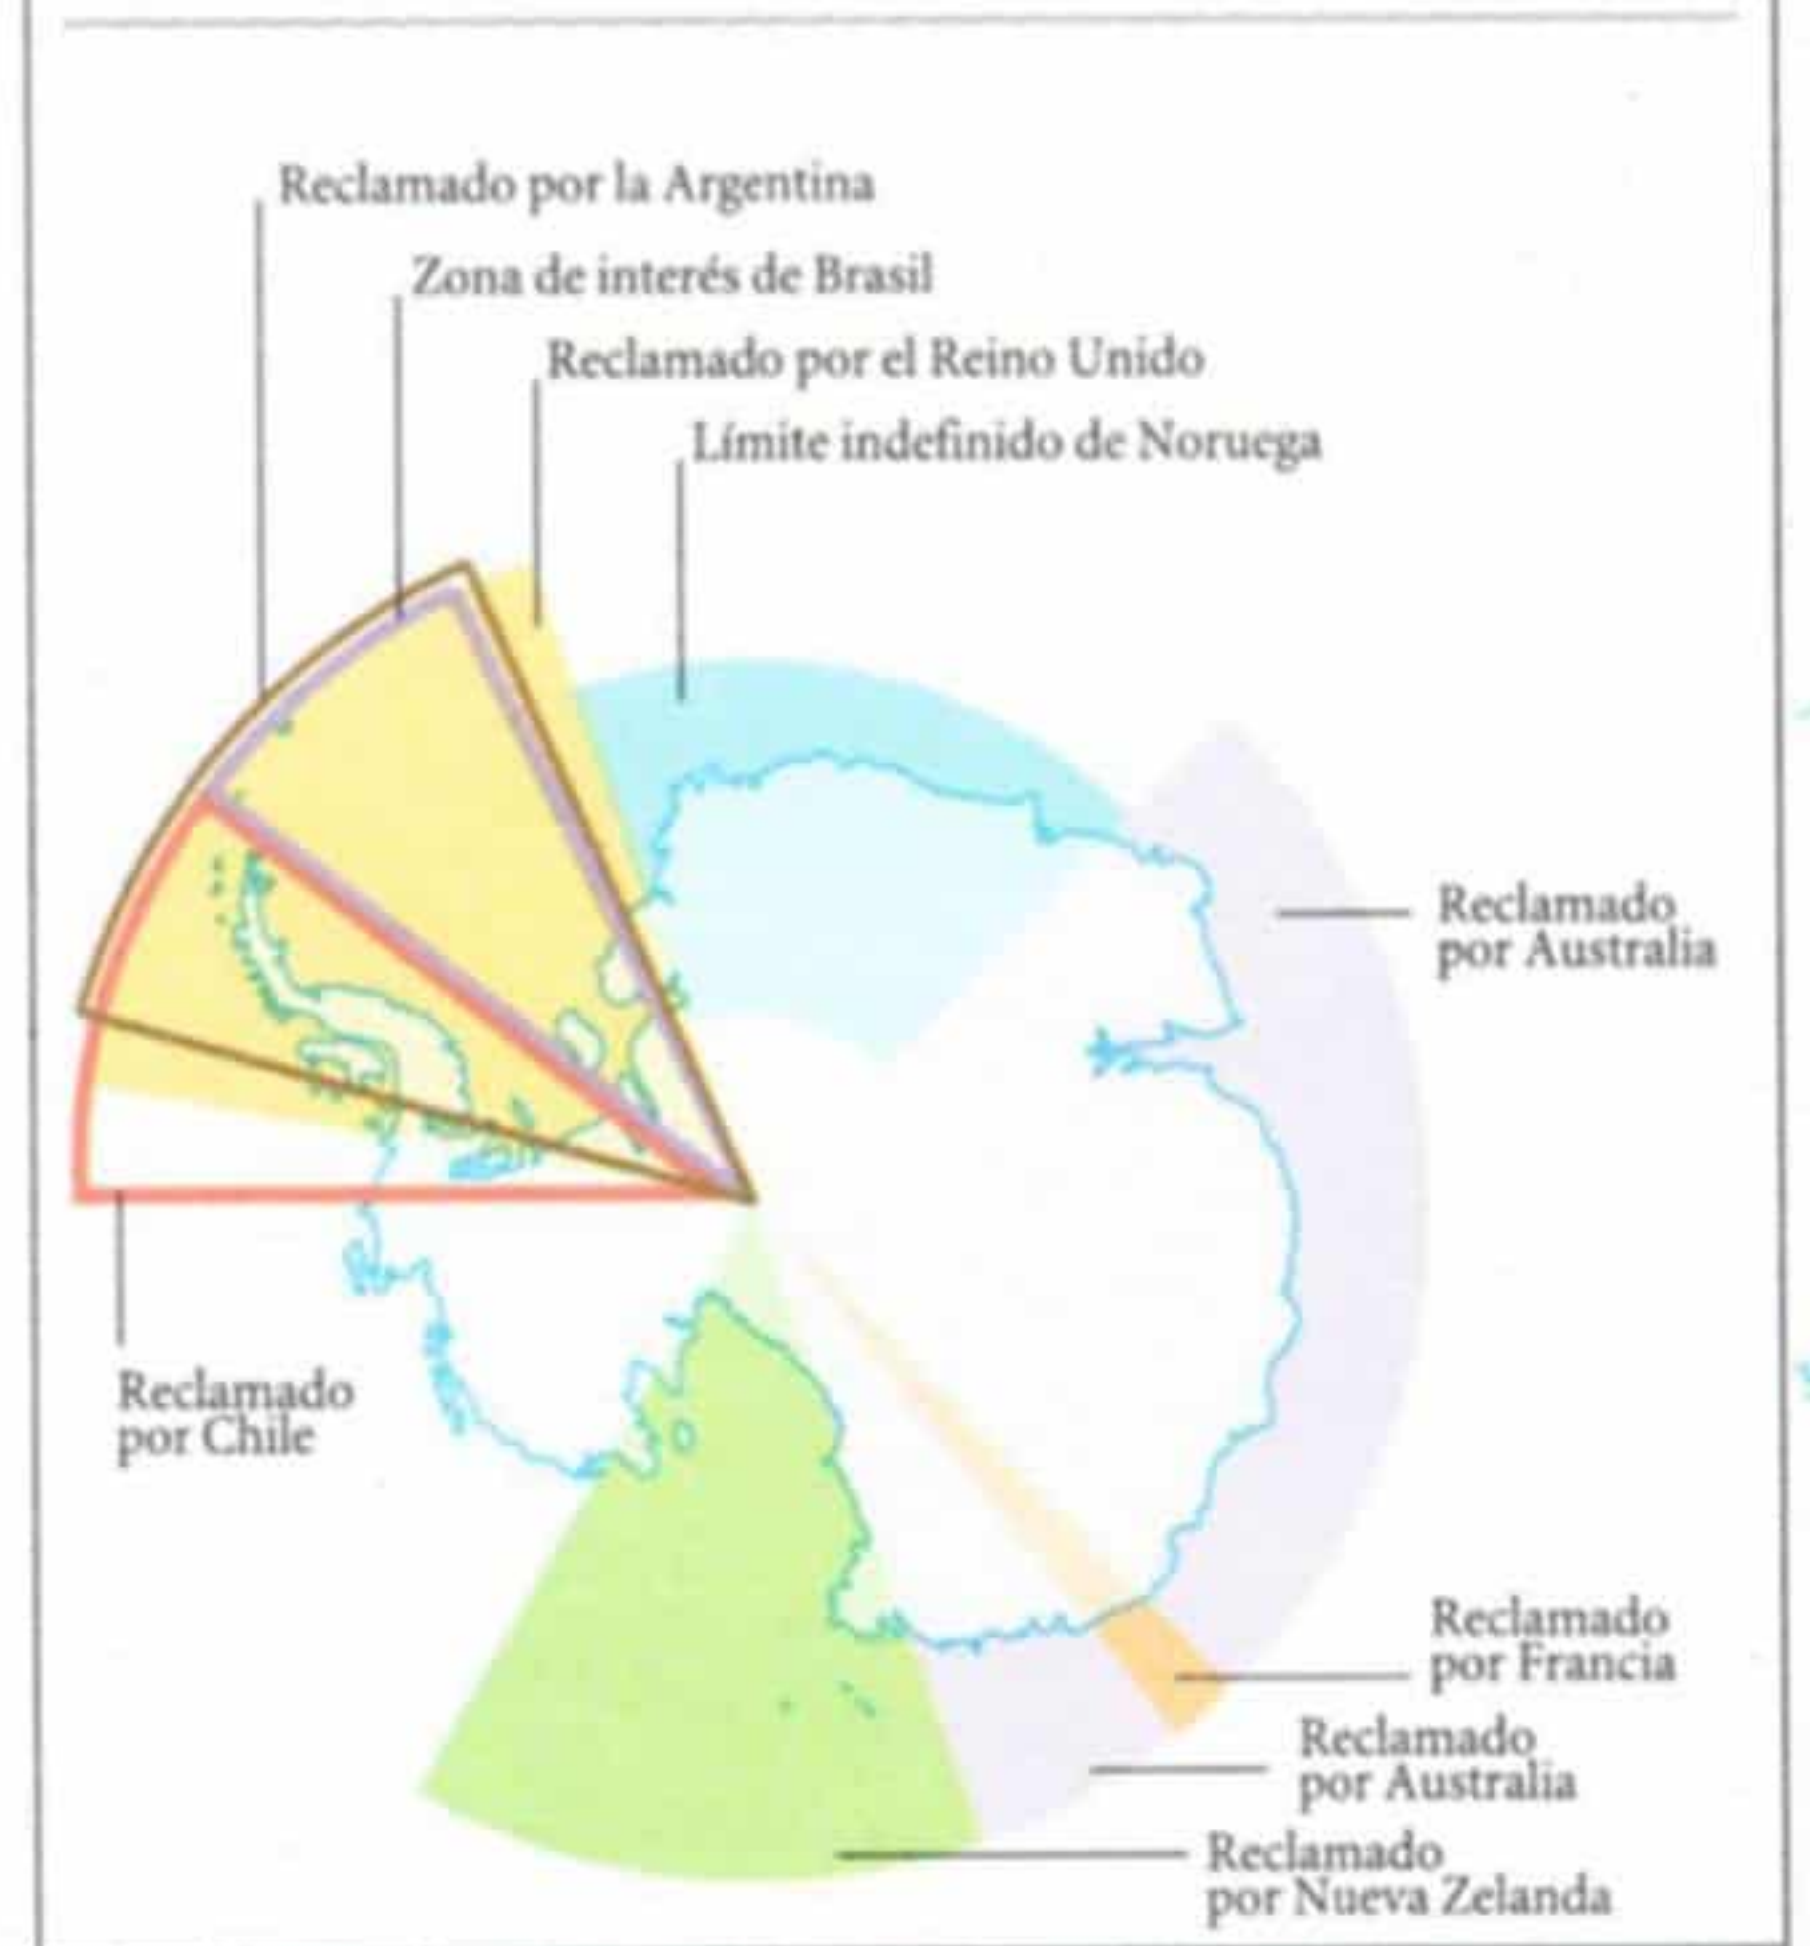 Reclamado por la Argentina
Zona de interés de Brasil
Reclamado por el Reino Unido
Límite indefinido de Noruega
Reclamado
por Australia
Reclamado
por Chile
Reclamado
por Francia
Reclamado
por Australia
Reclamado
por Nueva Zelanda